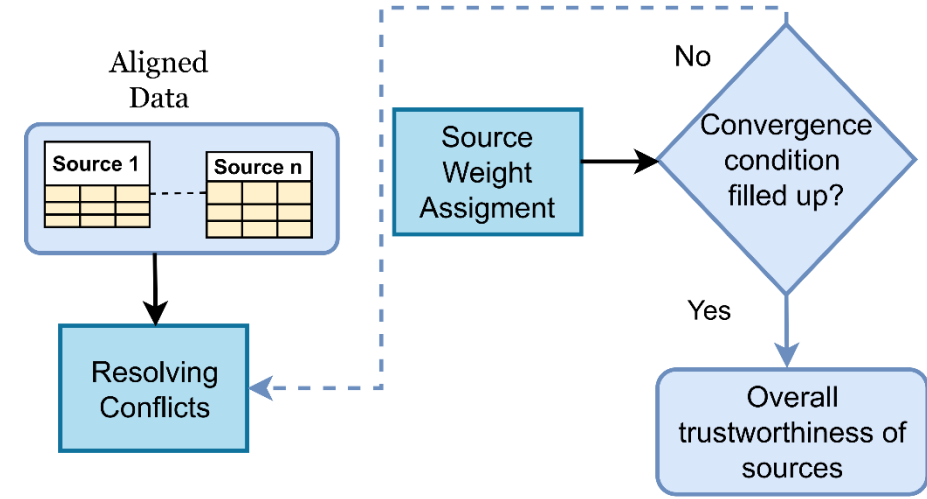 Aligned
Data
Source 1
Source n
Resolving
Conflicts
Source
Weight
Assigment
No
Convergence
condition
filled up?
Yes
Overall
trustworthiness of
sources